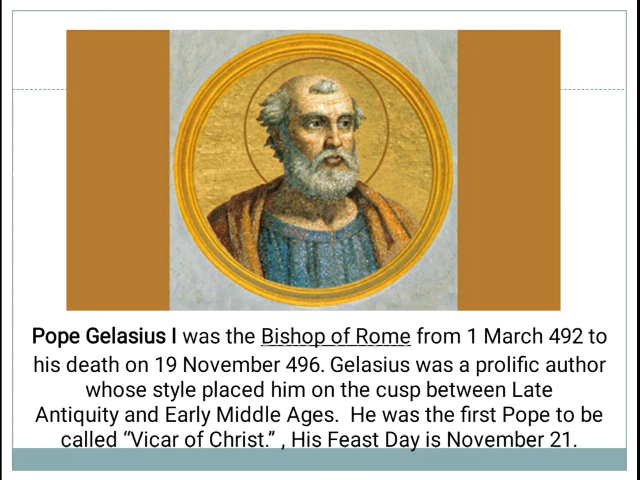 Pope Gelasius I was the Bishop of Rome from 1 March 492 to
his death on 19 November 496. Gelasius was a prolific author
whose style placed him on the cusp between Late
Antiquity and Early Middle Ages.  He was the first Pope to be
called “Vicar of Christ.” , His Feast Day is November 21.